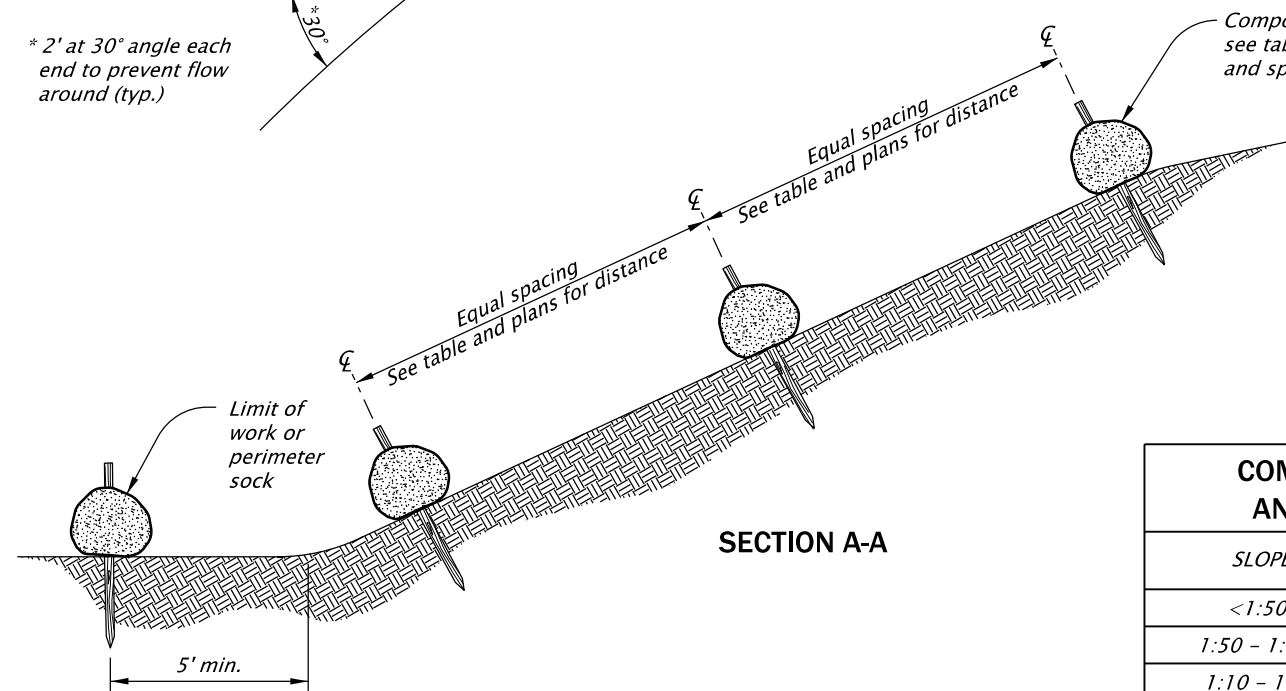 *30°
* 2' at 30° angle each
end to prevent flow
around (typ.)
℄
see
and
Equal spacing
See table and plans for distance
℄
Equal spacing
See table and plans for distance
℄
Limit of
work or
perimeter
sock
SECTION A-A
5' min.
<1:50
1:50 – 1:
1:10 – 1